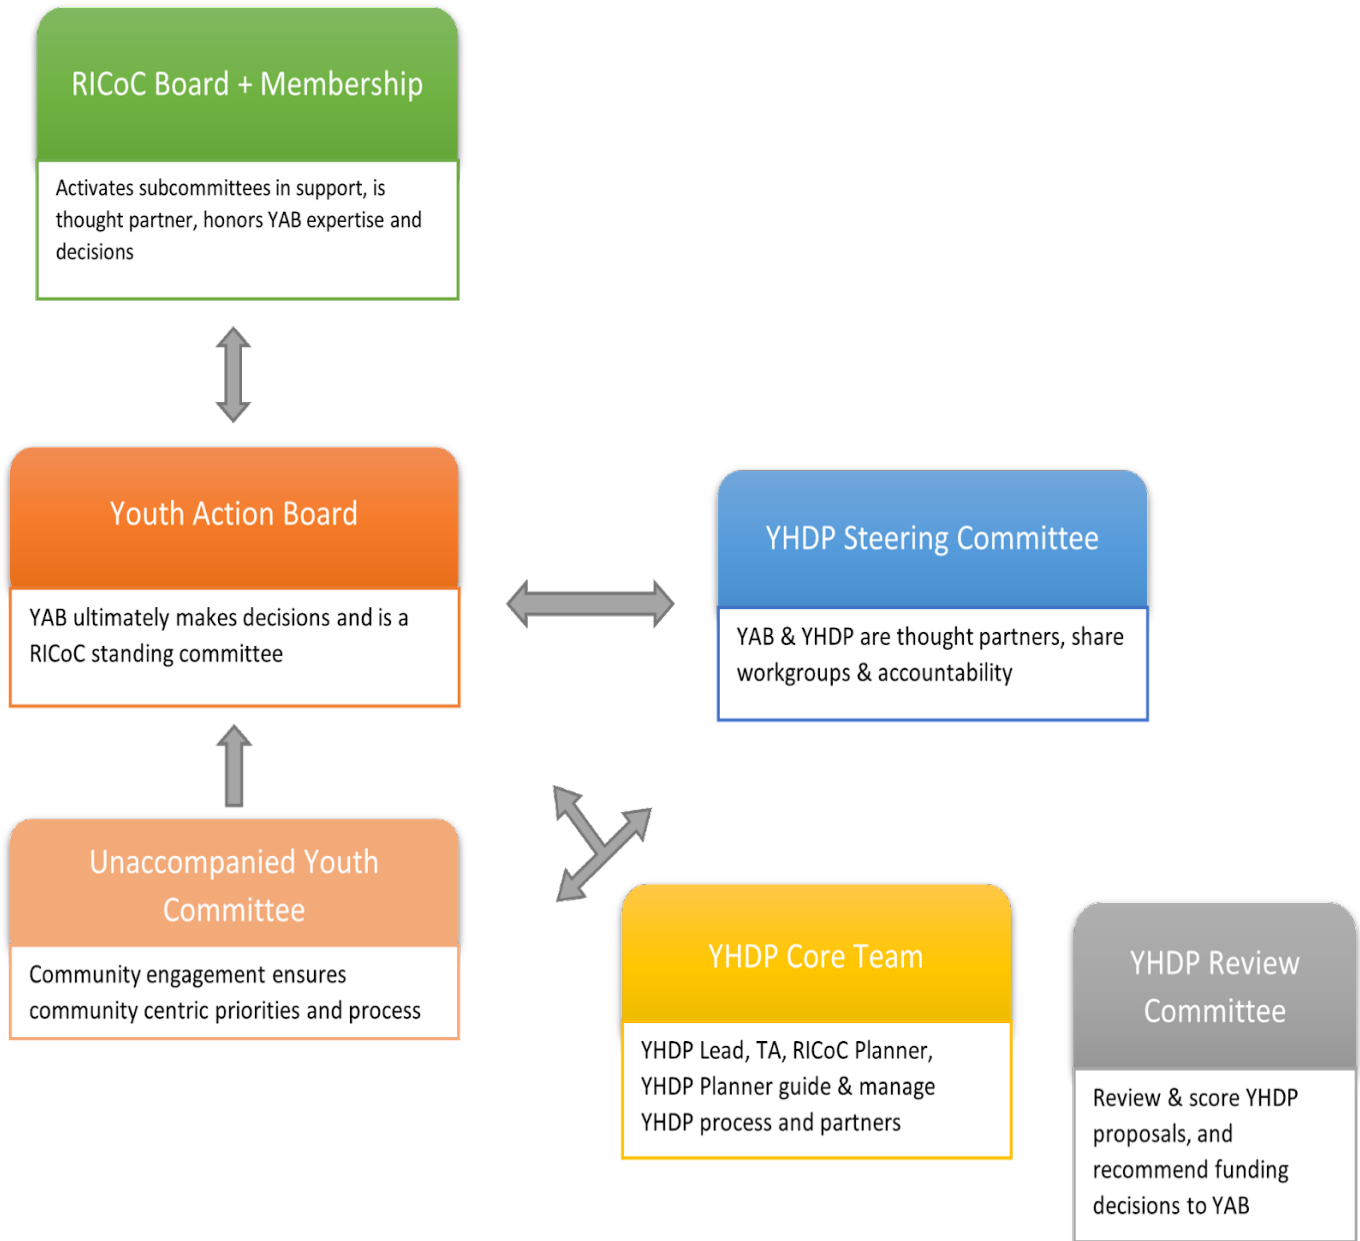 RICoC Board + Membership
Activates subcommittees in support, is
thought partner, honors YAB expertise and
decisions
Youth Action Board
YAB ultimately makes decisions and is a
RICoC standing committee
YHDP Steering Committee
YAB & YHDP are thought partners, share
workgroups & accountability
Unaccompanied Youth
Committee
Community engagement ensures
community centric priorities and process
YHDP Core Team
YHDP Lead, TA, RICoC Planner,
YHDP Planner guide & manage
YHDP process and partners
YHDP Review
Committee
Review & score YHDP
proposals, and
recommend funding
decisions to YAB